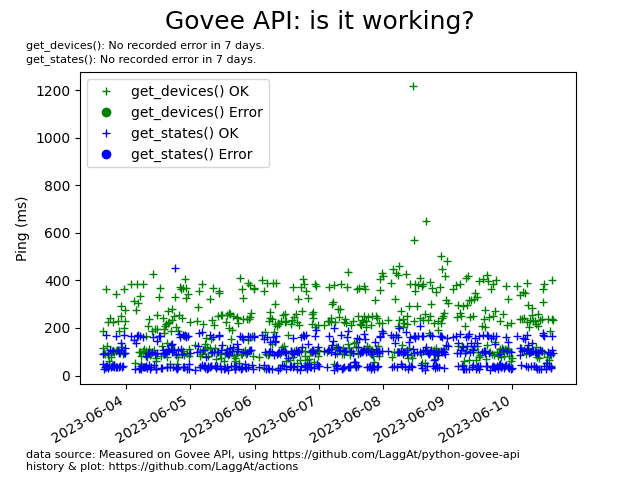 Govee API: is it working?
get_devices(): No recorded error in 7 days.
get_states(): No recorded error in 7 days.
get_devices() OK
get_devices() Error
get_states() OK
get_states() Error
1200
1000
800
600
400
200
0
Ping (ms)
2023-06-04
2023-06-05
2023-06-06
2023-06-07
2023-06-08
2023-06-09
2023-06-10
data source: Measured on Govee API, using https://github.com/LaggAt/python-govee-api
history & plot: https://github.com/LaggAt/actions